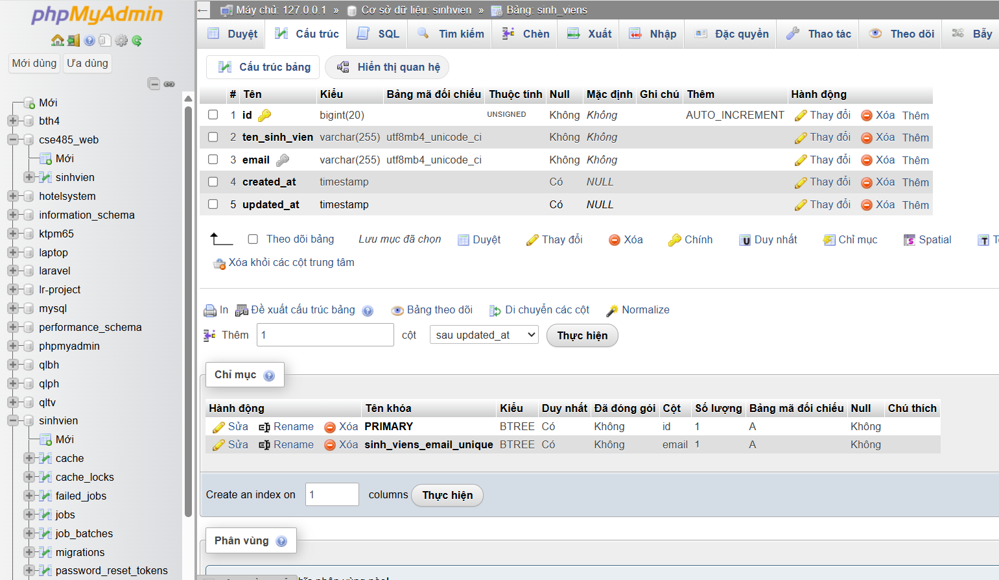 phpMyAdmin
Mới dùng Ưa dùng
Mới
bth4
cse485_web
Mới
sinhvien
hotelsystem
information_schema
ktpm65
laptop
laravel
lr-project
mysql
performance_schema
phpmyadmin
qlbh
qlph
qltv
sinhvien
Mới
cache
cache_locks
failed_jobs
jobs
job_batches
migrations
password_reset_tokens
Máy chủ: 127.0.0.1 » Cơ sở dữ liệu: sinhvien » Bảng: sinh_viens
Duyệt Cấu trúc SQL Tìm kiếm Chèn Xuất Nhập Đặc quyền Thao tác Theo dõi Bẫy
Cấu trúc bảng Hiển thị quan hệ
# Tên Kiểu Bảng mã đối chiếu Thuộc tính Null Mặc định Ghi chú Thêm Hành động
1 id bigint(20) UNSIGNED Không Không AUTO_INCREMENT Thay đổi Xóa Thêm
2 ten_sinh_vien varchar(255) utf8mb4_unicode_ci Không Không Thay đổi Xóa Thêm
3 email varchar(255) utf8mb4_unicode_ci Không Không Thay đổi Xóa Thêm
4 created_at timestamp Có NULL Thay đổi Xóa Thêm
5 updated_at timestamp Có NULL Thay đổi Xóa Thêm
Theo dõi bảng Lưu mục đã chọn Duyệt Thay đổi Xóa Chính Duy nhất Chỉ mục Spatial
Xóa khỏi các cột trung tâm
In Đề xuất cấu trúc bảng Bảng theo dõi Di chuyển các cột Normalize
Thêm 1 cột sau updated_at Thực hiện
Chỉ mục
Hành động Tên khóa Kiểu Duy nhất Đã đóng gói Cột Số lượng Bảng mã đối chiếu Null Chú thích
Sửa Rename Xóa PRIMARY BTREE Có Không id 1 A Không
Sửa Rename Xóa sinh_viens_email_unique BTREE Có Không email 1 A Không
Create an index on 1 columns Thực hiện
Phân vùng